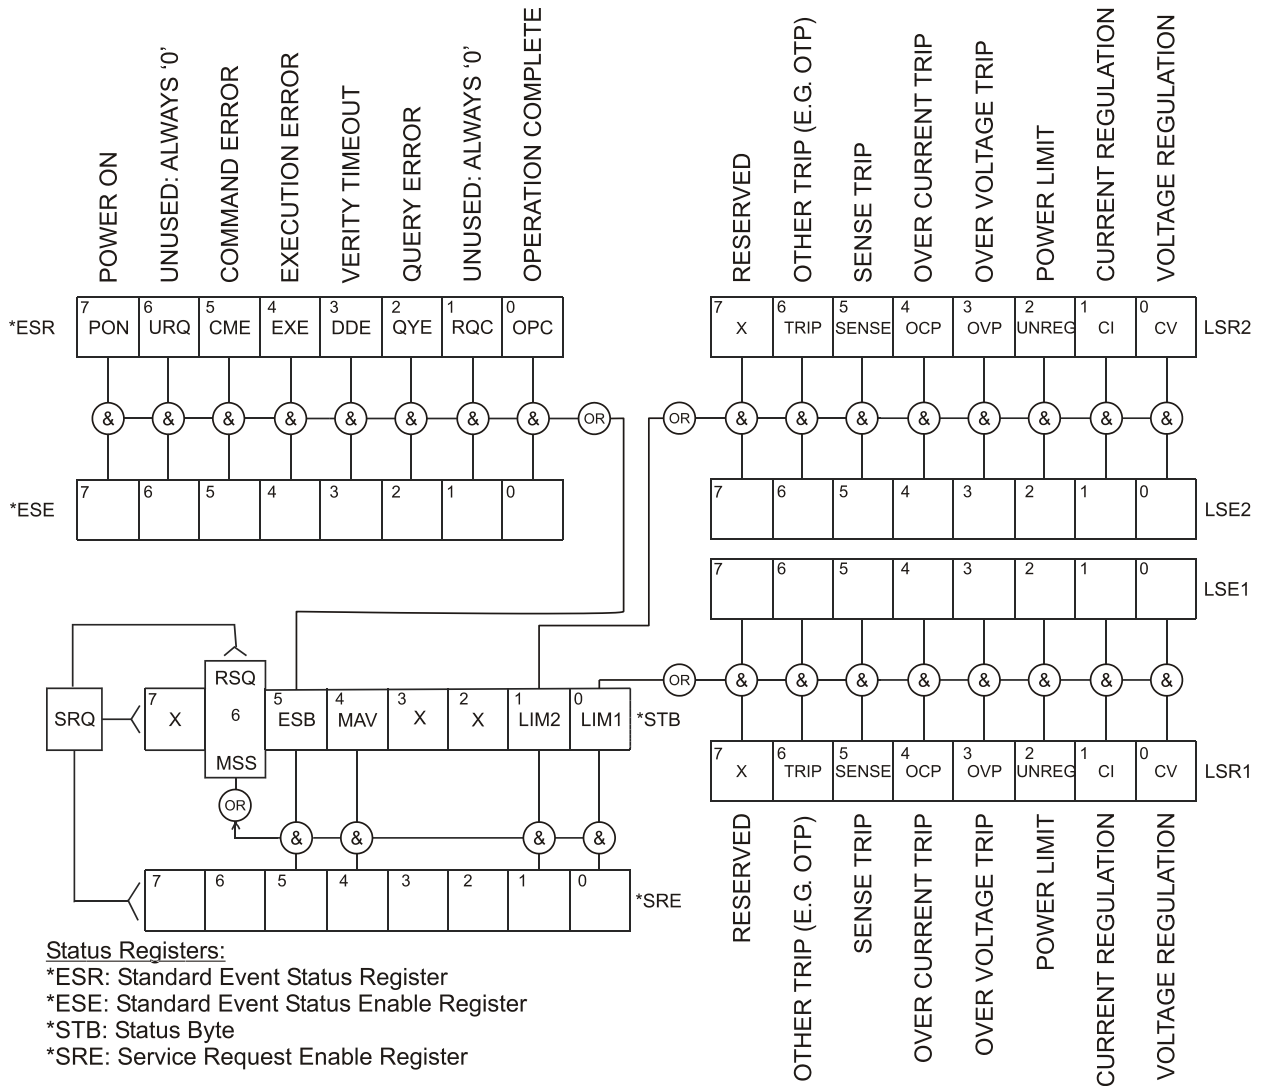 POWER ON
UNUSED: ALWAYS ‘0’
COMMAND ERROR
EXECUTION ERROR
VERITY TIMEOUT
QUERY ERROR
UNUSED: ALWAYS ‘0’
OPERATION COMPLETE
*ESR
7 6 5 4 3 2 1 0
PON URQ CME EXE DDE QYE RQC OPC
& & & & & & & & OR
*ESE
7 6 5 4 3 2 1 0
RESERVED
OTHER TRIP (E.G. OTP)
SENSE TRIP
OVER CURRENT TRIP
OVER VOLTAGE TRIP
POWER LIMIT
CURRENT REGULATION
VOLTAGE REGULATION
7 6 5 4 3 2 1 0
X TRIP SENSE OCP OVP UNREG CI CV
LSR2
OR & & & & & & & &
7 6 5 4 3 2 1 0
LSE2
7 6 5 4 3 2 1 0
LSE1
OR & & & & & & & &
7 6 5 4 3 2 1 0
X TRIP SENSE OCP OVP UNREG CI CV
LSR1
RESERVED
OTHER TRIP (E.G. OTP)
SENSE TRIP
OVER CURRENT TRIP
OVER VOLTAGE TRIP
POWER LIMIT
CURRENT REGULATION
VOLTAGE REGULATION
SRQ
RSQ
7 6 5 4 3 2 1 0
X ESB MAV X X LIM2 LIM1
*STB
MSS
OR
& & & &
7 6 5 4 3 2 1 0
*SRE
Status Registers:
*ESR: Standard Event Status Register
*ESE: Standard Event Status Enable Register
*STB: Status Byte
*SRE: Service Request Enable Register